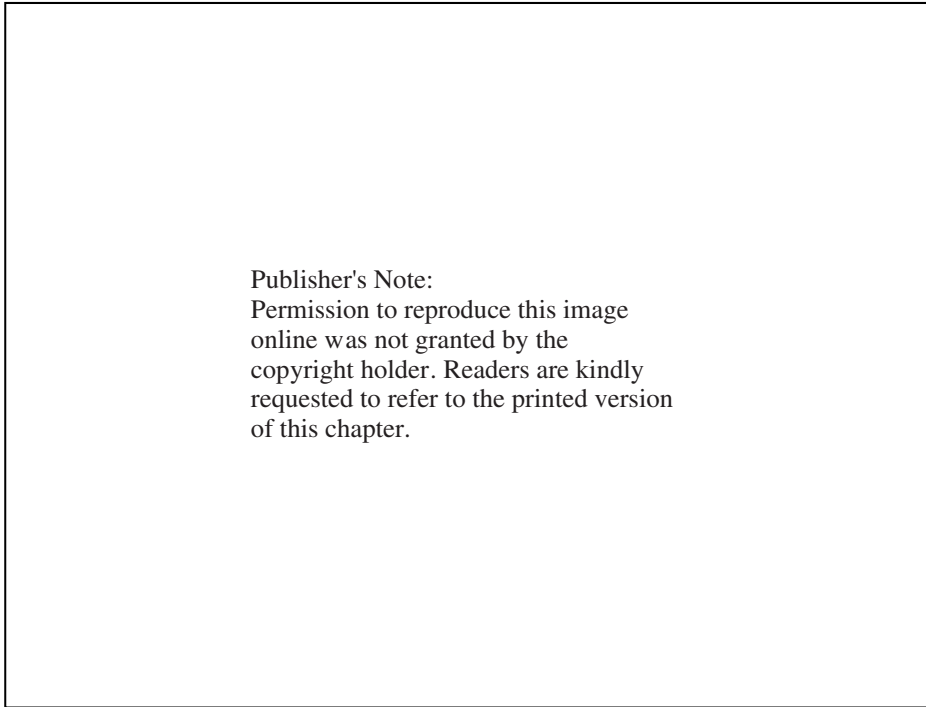 Publisher's Note:
Permission to reproduce this image
online was not granted by the
copyright holder. Readers are kindly
requested to refer to the printed version
of this chapter.